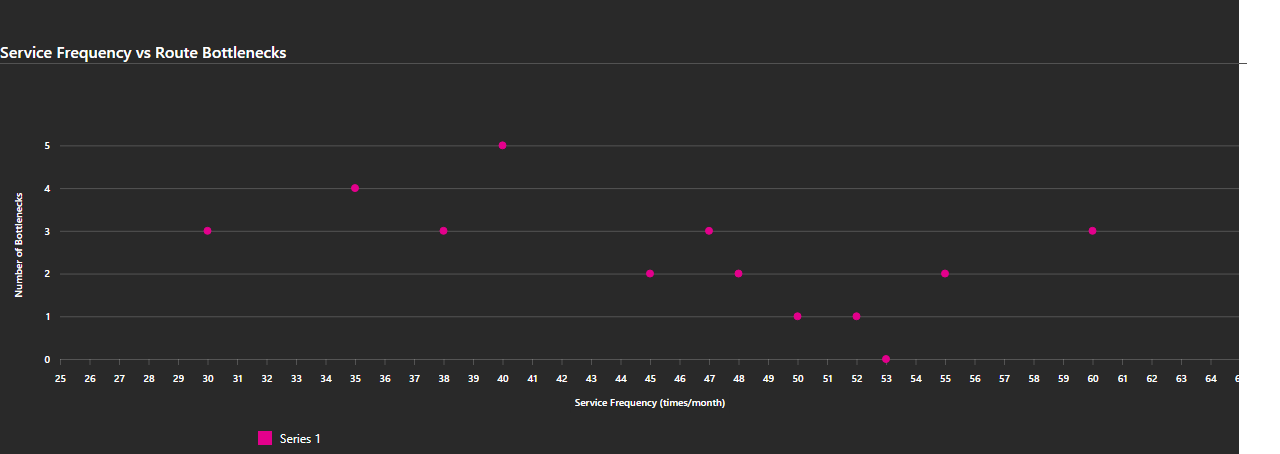 Service Frequency vs Route Bottlenecks
5
4
3
2
1
0
Number of Bottlenecks
25 26 27 28 29 30 31 32 33 34 35 36 37 38 39 40 41 42 43 44 45 46 47 48 49 50 51 52 53 54 55 56 57 58 59 60 61 62 63 64
Service Frequency (times/month)
Series 1